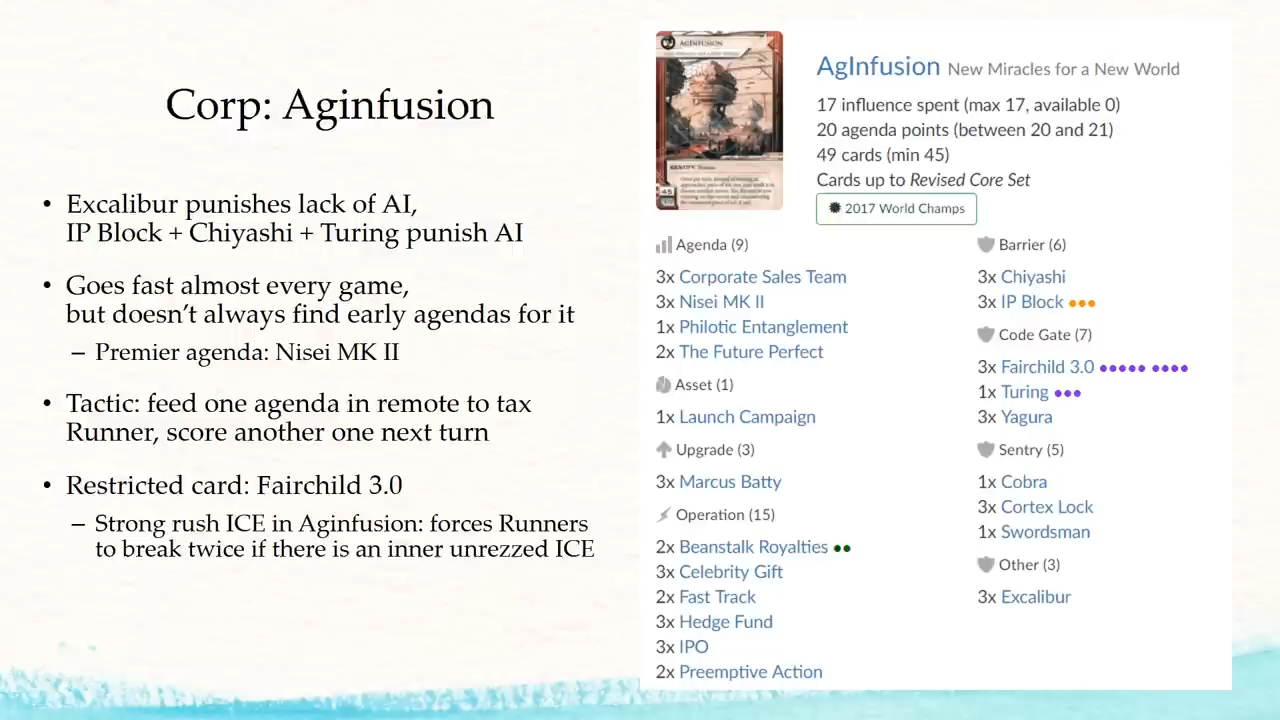 Corp: Aginfusion
• Excalibur punishes lack of AI,
IP Block + Chiyashi + Turing punish AI
• Goes fast almost every game,
but doesn't always find early agendas for it
– Premier agenda: Nisei MK II
• Tactic: feed one agenda in remote to tax
Runner, score another one next turn
• Restricted card: Fairchild 3.0
– Strong rush ICE in Aginfusion: forces Runners
to break twice if there is an inner unrezzed ICE
AgInfusion
45
AgInfusion New Miracles for a New World
17 influence spent (max 17, available 0)
20 agenda points (between 20 and 21)
49 cards (min 45)
Cards up to Revised Core Set
2017 World Champs
Agenda (9)
3x Corporate Sales Team
3x Nisei MK II
1x Philotic Entanglement
2x The Future Perfect
Asset (1)
1x Launch Campaign
Upgrade (3)
3x Marcus Batty
Operation (15)
2x Beanstalk Royalties ●●
3x Celebrity Gift
2x Fast Track
3x Hedge Fund
3x IPO
2x Preemptive Action
Barrier (6)
3x Chiyashi
3x IP Block ●●●
Code Gate (7)
3x Fairchild 3.0 ●●●●● ●●●●
1x Turing ●●●
3x Yagura
Sentry (5)
1x Cobra
3x Cortex Lock
1x Swordsman
Other (3)
3x Excalibur